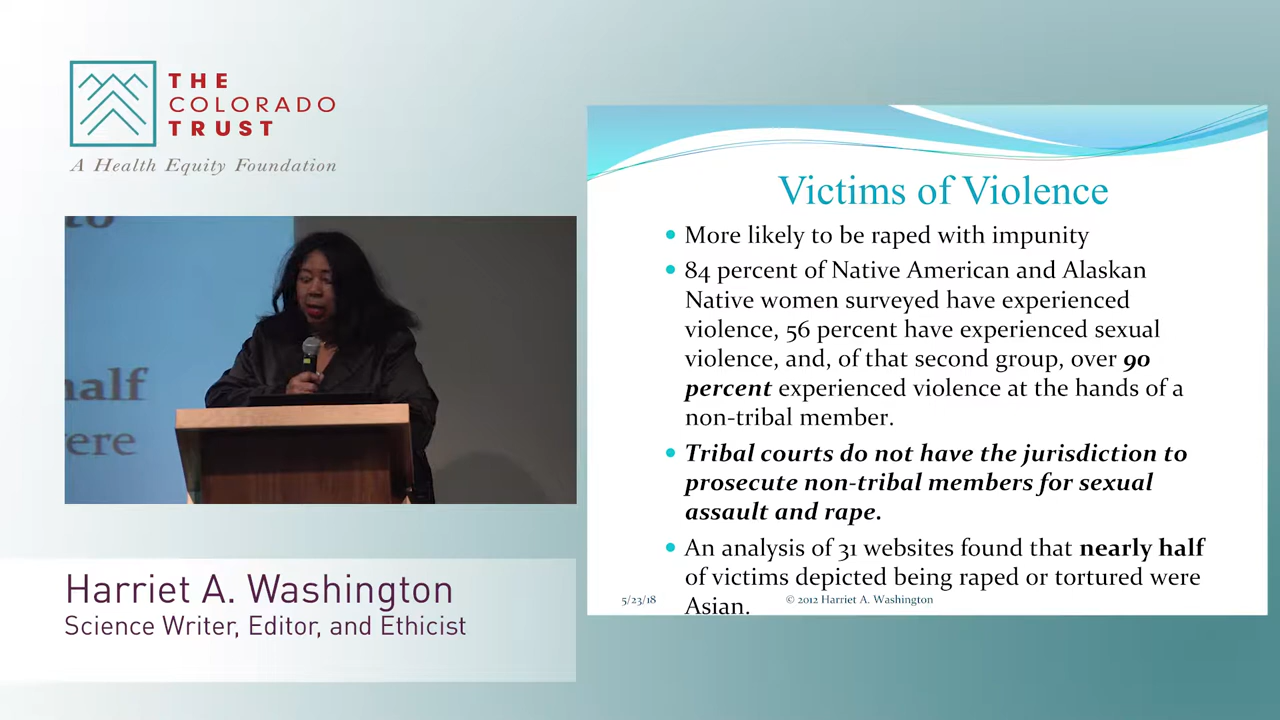 THE
COLORADO
TRUST
A Health Equity Foundation
to
half
ere
Harriet A. Washington
Science Writer, Editor, and Ethicist
Victims of Violence
More likely to be raped with impunity
84 percent of Native American and Alaskan
Native women surveyed have experienced
violence, 56 percent have experienced sexual
violence, and, of that second group, over 90
percent experienced violence at the hands of a
non-tribal member.
Tribal courts do not have the jurisdiction to
prosecute non-tribal members for sexual
assault and rape.
An analysis of 31 websites found that nearly half
of victims depicted being raped or tortured were
Asian.
5/23/18
© 2012 Harriet A. Washington